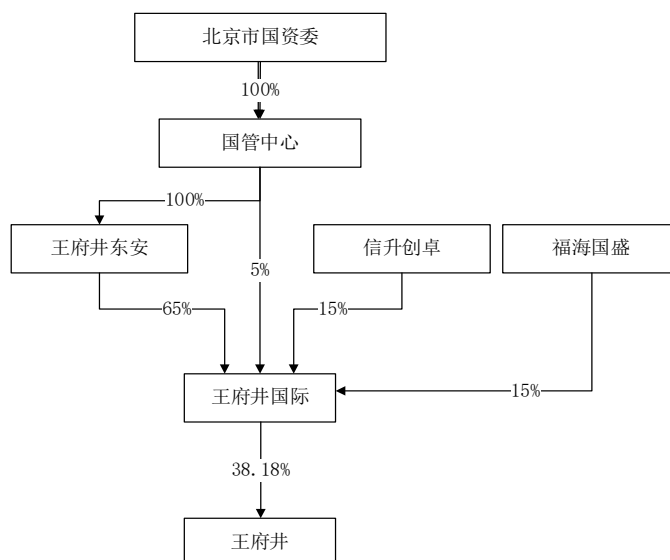 北京市国资委
100%
国管中心
100%
王府井东安
信升创卓
福海国盛
5%
65%
15%
王府井国际
15%
38.18%
王府井